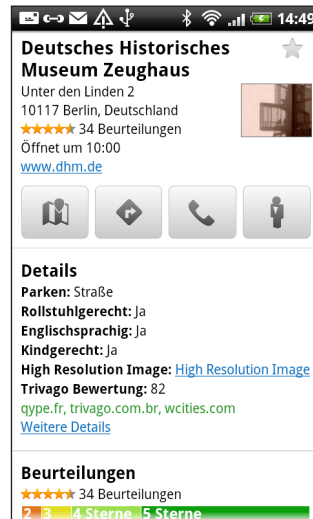 14:49
Deutsches Historisches
Museum Zeughaus
Unter den Linden 2
10117 Berlin, Deutschland
34 Beurteilungen
Öffnet um 10:00
www.dhm.de
Details
Parken: Straße
Rollstuhlgerecht: Ja
Englischsprachig: Ja
Kindgerecht: Ja
High Resolution Image: High Resolution Image
Trivago Bewertung: 82
qype.fr, trivago.com.br, wcities.com
Weitere Details
Beurteilungen
34 Beurteilungen
2 3 4 Sterne 5 Sterne